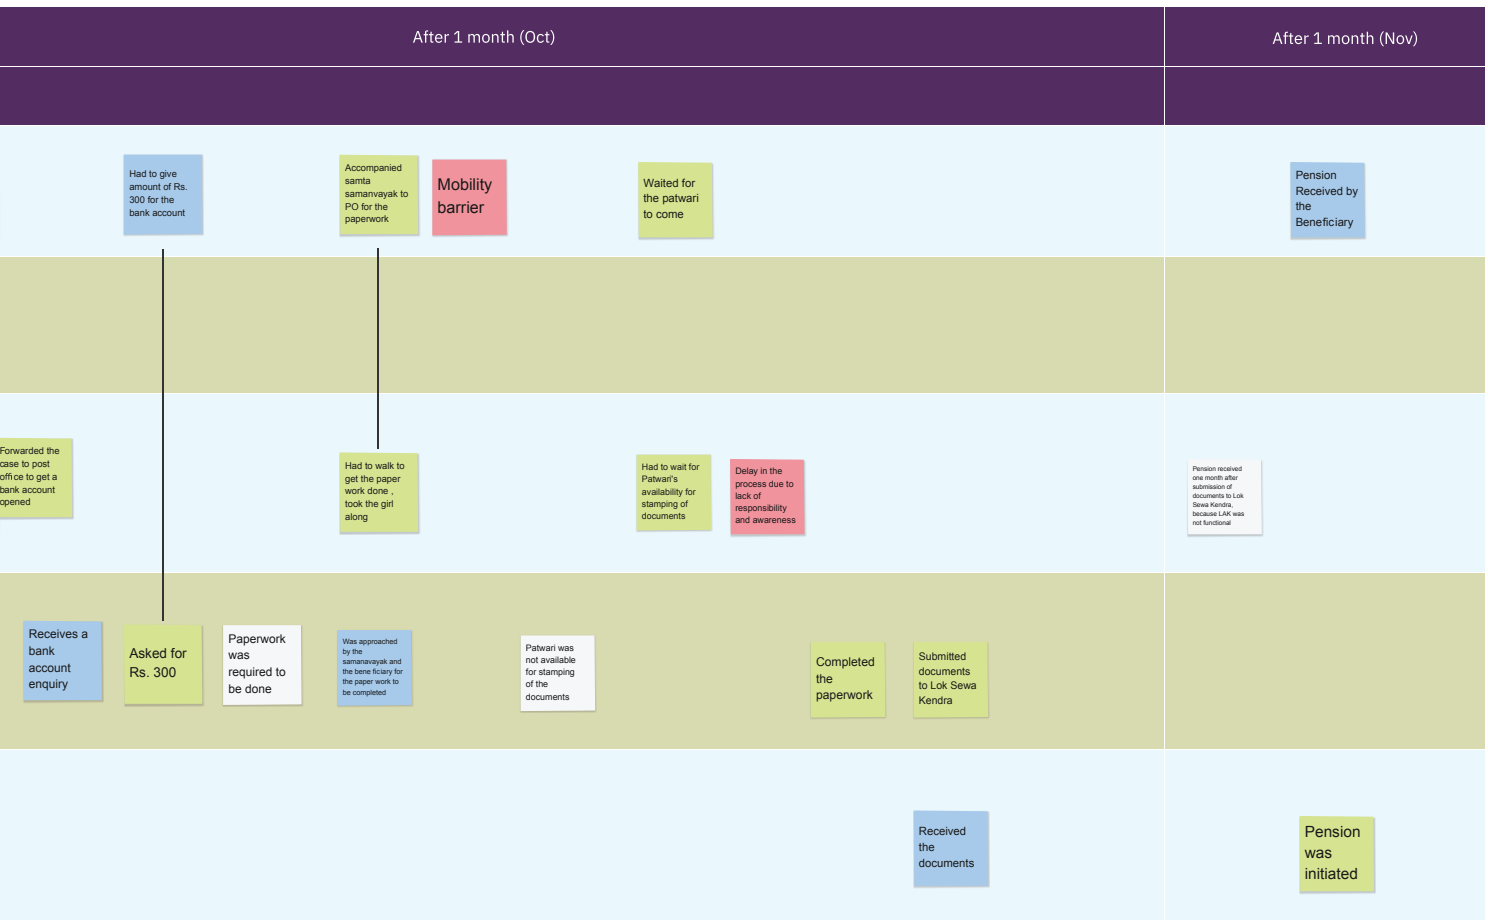 After 1 month (Oct)
After 1 month (Nov)
Had to give
amount of Rs.
300 for the
bank account
Accompanied
samta
samanvayak to
PO for the
paperwork
Mobility
barrier
Waited for
the patwari
to come
Pension
Received by
the
Beneficiary
Forwarded the
case to post
office to get a
bank account
opened
Had to walk to
get the paper
work done ,
took the girl
along
Had to wait for
Patwari's
availability for
stamping of
documents
Delay in the
process due to
lack of
responsibility
and awareness
Pension received
one month after
submission of
documents to Lok
Sewa Kendra,
because LAK was
not functional
Receives a
bank
account
enquiry
Asked for
Rs. 300
Paperwork
was
required to
be done
Was approached
by the
samanavayak and
the bene ficiary for
the paper work to
be completed
Patwari was
not available
for stamping
of the
documents
Completed
the
paperwork
Submitted
documents
to Lok Sewa
Kendra
Received
the
documents
Pension
was
initiated